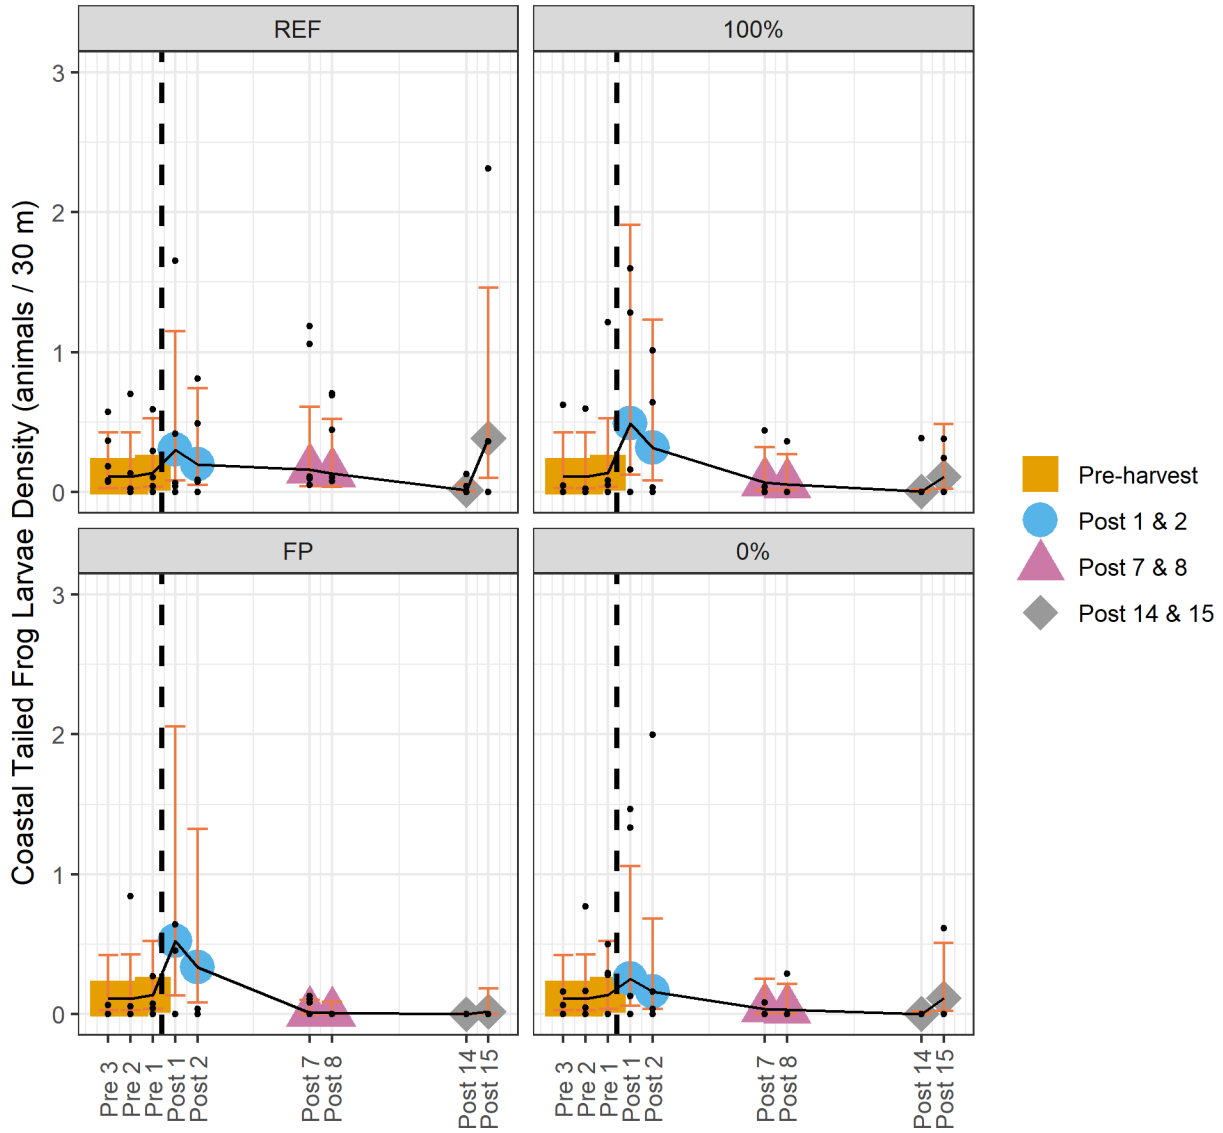 REF
100%
3
2
1
0
FP
0%
3
2
1
0
Coastal Tailed Frog Larvae Density (animals / 30 m)
Pre 3
Pre 2
Pre 1
Post 1
Post 2
Post 7
Post 8
Post 14
Post 15
Pre 3
Pre 2
Pre 1
Post 1
Post 2
Post 7
Post 8
Post 14
Post 15
Pre-harvest
Post 1 & 2
Post 7 & 8
Post 14 & 15